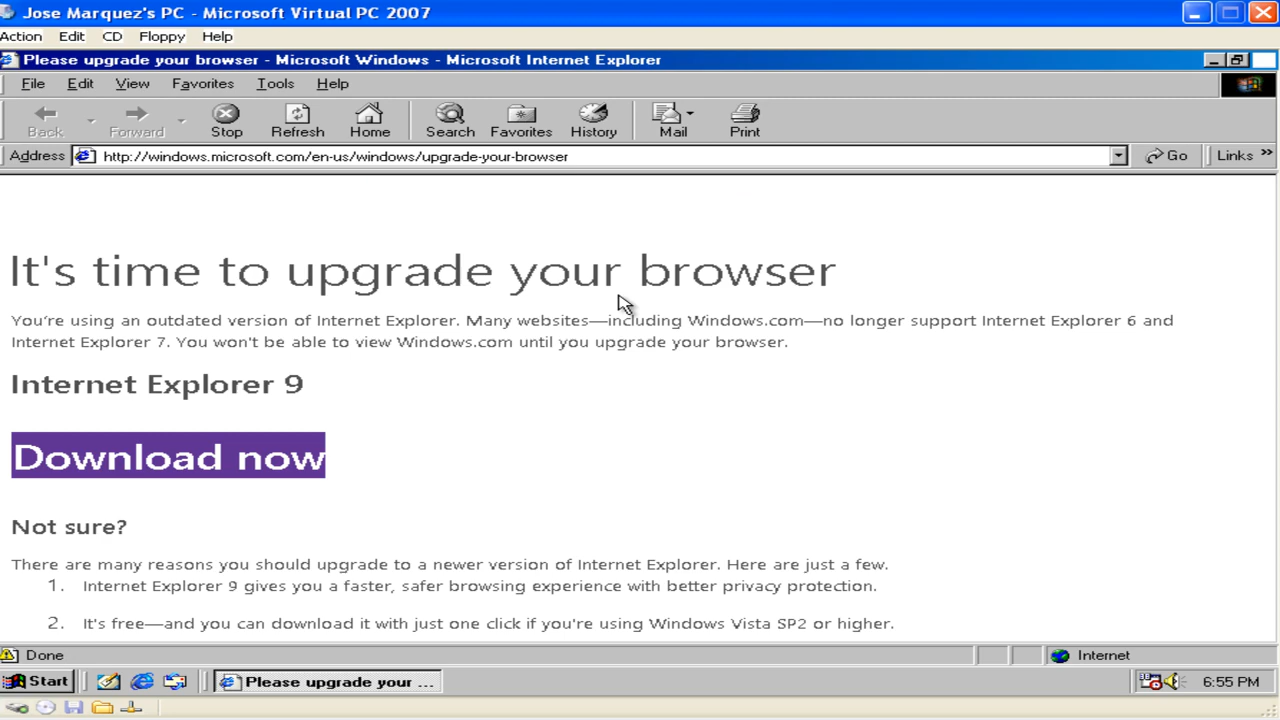 Jose Marquez's PC - Microsoft Virtual PC 2007
Action Edit CD Floppy Help
Please upgrade your browser - Microsoft Windows - Microsoft Internet Explorer
File Edit View Favorites Tools Help
Back Forward Stop Refresh Home Search Favorites History Mail Print
Address http://windows.microsoft.com/en-us/windows/upgrade-your-browser Go Links »
It's time to upgrade your browser
You're using an outdated version of Internet Explorer. Many websites—including Windows.com—no longer support Internet Explorer 6 and
Internet Explorer 7. You won't be able to view Windows.com until you upgrade your browser.
Internet Explorer 9
Download now
Not sure?
There are many reasons you should upgrade to a newer version of Internet Explorer. Here are just a few.
1. Internet Explorer 9 gives you a faster, safer browsing experience with better privacy protection.
2. It's free—and you can download it with just one click if you're using Windows Vista SP2 or higher.
Done Internet
Start Please upgrade your ... 6:55 PM